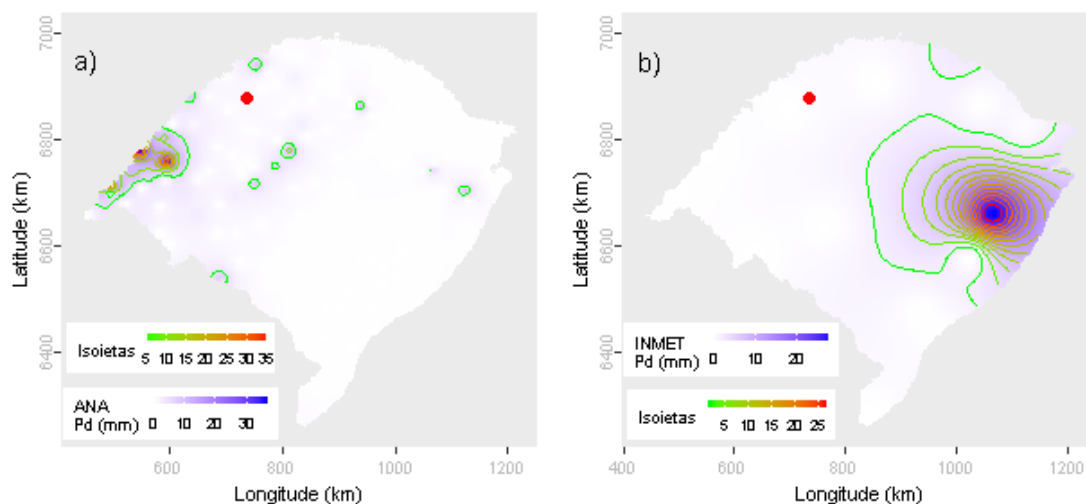 a)
7000
6800
6600
6400
Latitude (km)
Isoietas
5 10 15 20 25 30 35
ANA
Pd (mm) 0 10 20 30
600 800 1000 1200
Longitude (km)
b)
7000
6800
6600
6400
Latitude (km)
INMET
Pd (mm) 0 10 20
Isoietas
5 10 15 20 25
400 600 800 1000 1200
Longitude (km)